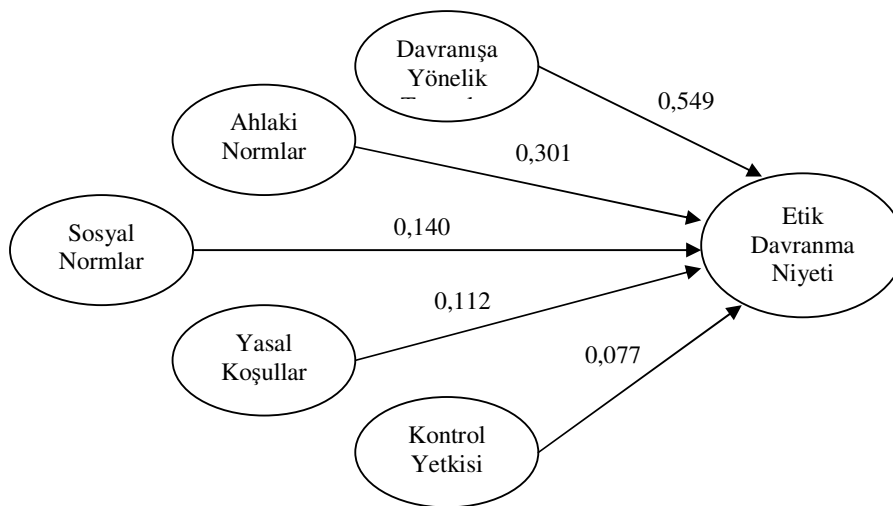 Davranışa
Yönelik
0,549
Ahlaki
Normlar
0,301
Sosyal
Normlar
0,140
Etik
Davranma
Niyeti
Yasal
Koşullar
0,112
Kontrol
Yetkisi
0,077